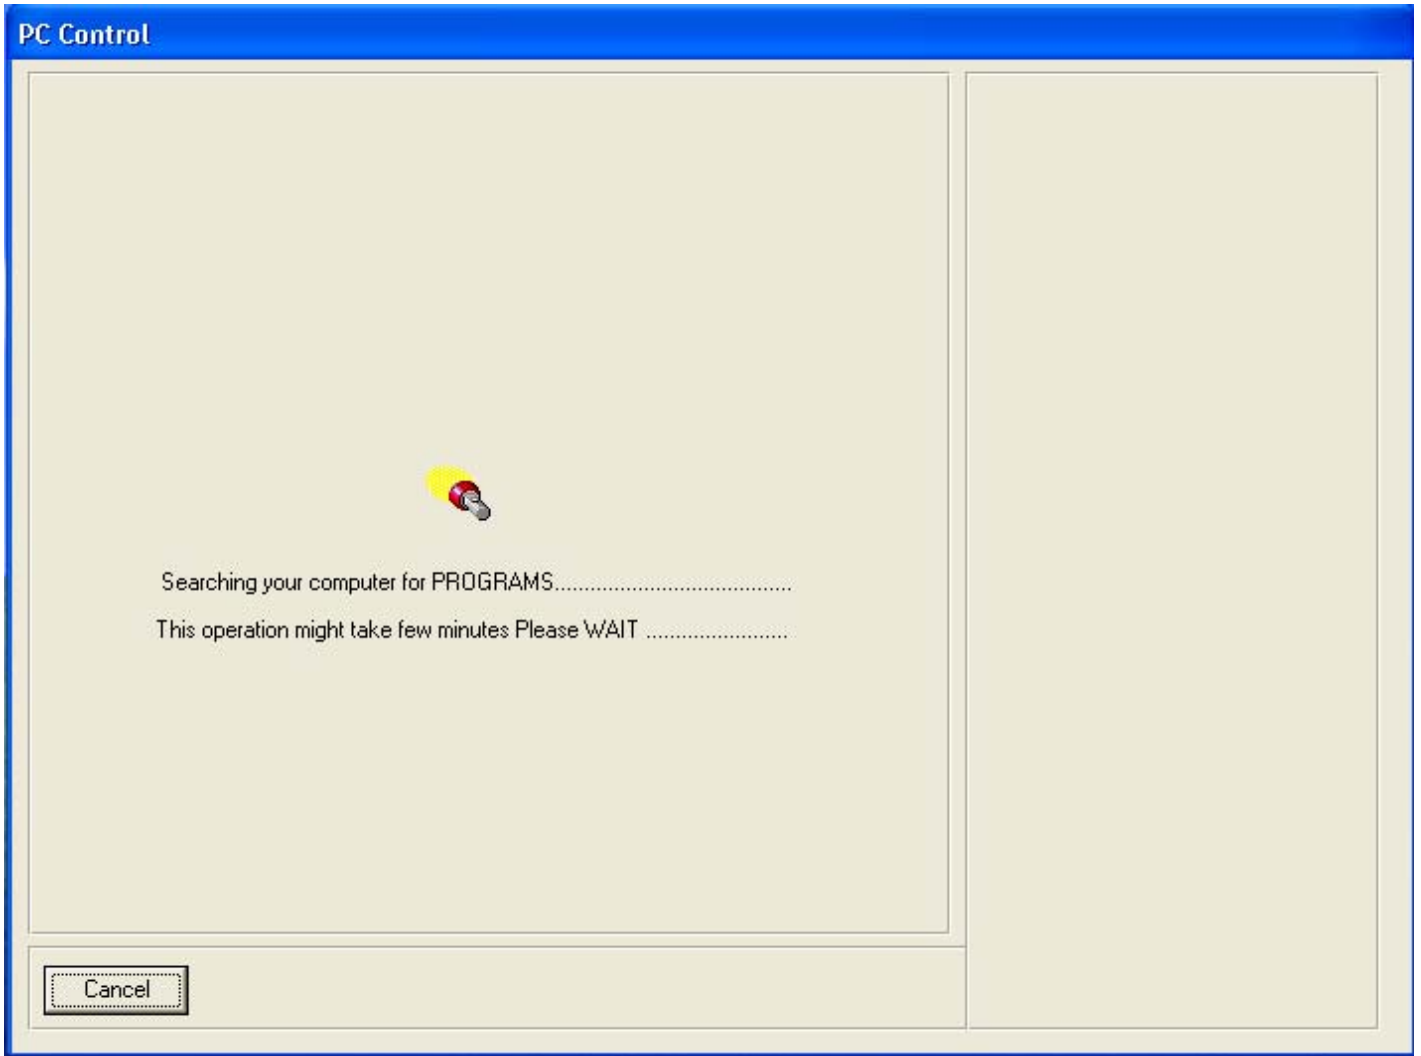 PC Control
Searching your computer for PROGRAMS........................................
This operation might take few minutes Please WAIT ........................
Cancel